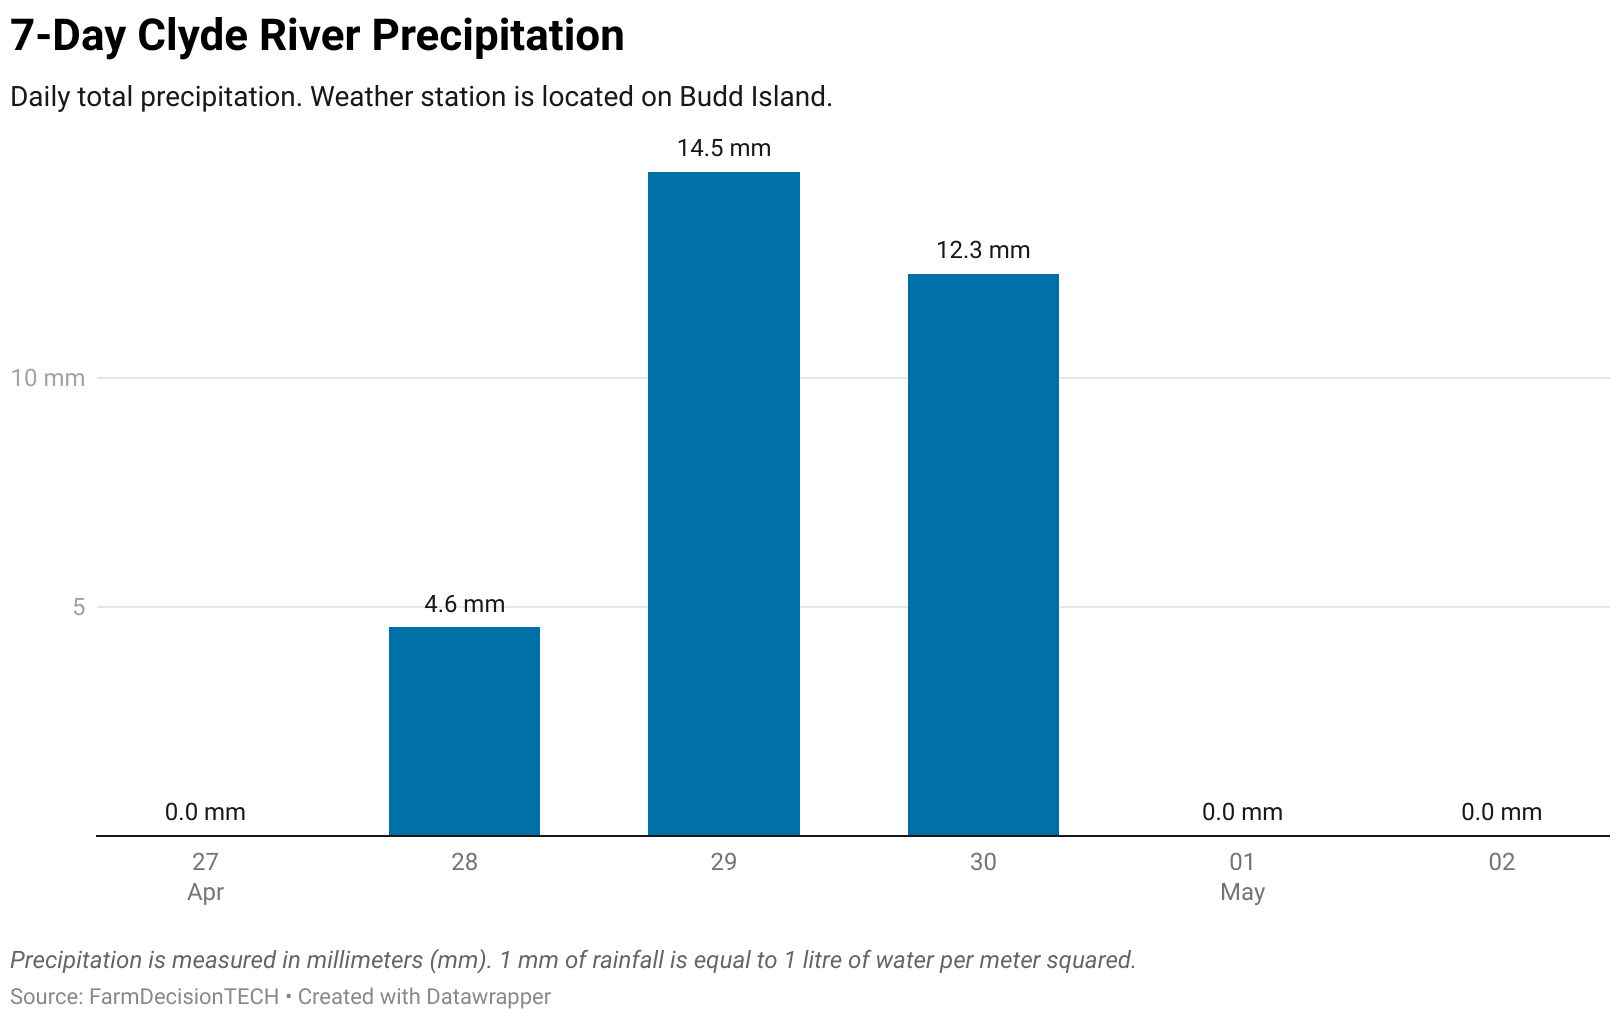 7-Day Clyde River Precipitation
Daily total precipitation. Weather station is located on Budd Island.
14.5 mm
12.3 mm
10 mm
4.6 mm
5
0.0 mm
0.0 mm
0.0 mm
27
28
29
30
01
02
Apr
May
Precipitation is measured in millimeters (mm). 1 mm of rainfall is equal to 1 litre of water per meter squared.
Source: FarmDecisionTECH • Created with Datawrapper